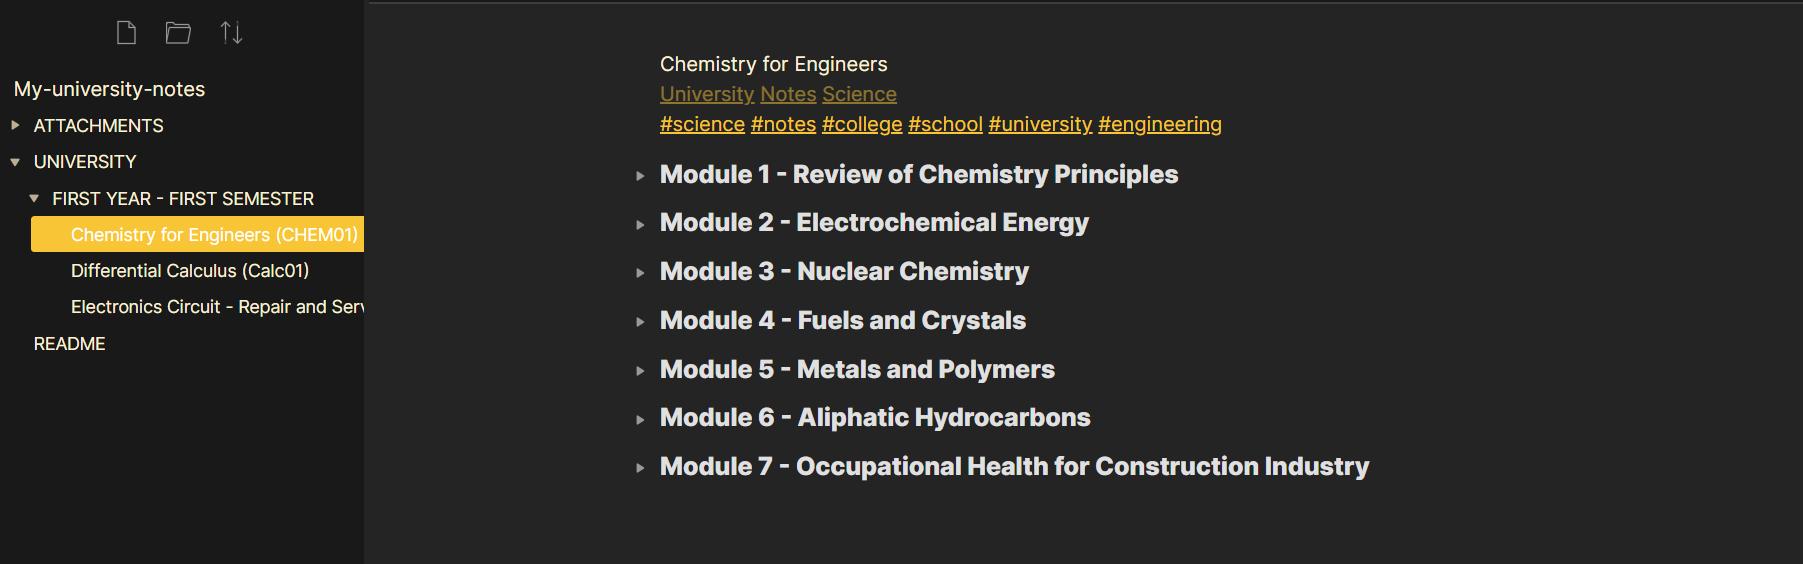 My-university-notes
ATTACHMENTS
UNIVERSITY
FIRST YEAR - FIRST SEMESTER
Chemistry for Engineers (CHEM01)
Differential Calculus (Calc01)
Electronics Circuit - Repair and Serv
README
Chemistry for Engineers
University Notes Science
#science #notes #college #school #university #engineering
Module 1 - Review of Chemistry Principles
Module 2 - Electrochemical Energy
Module 3 - Nuclear Chemistry
Module 4 - Fuels and Crystals
Module 5 - Metals and Polymers
Module 6 - Aliphatic Hydrocarbons
Module 7 - Occupational Health for Construction Industry